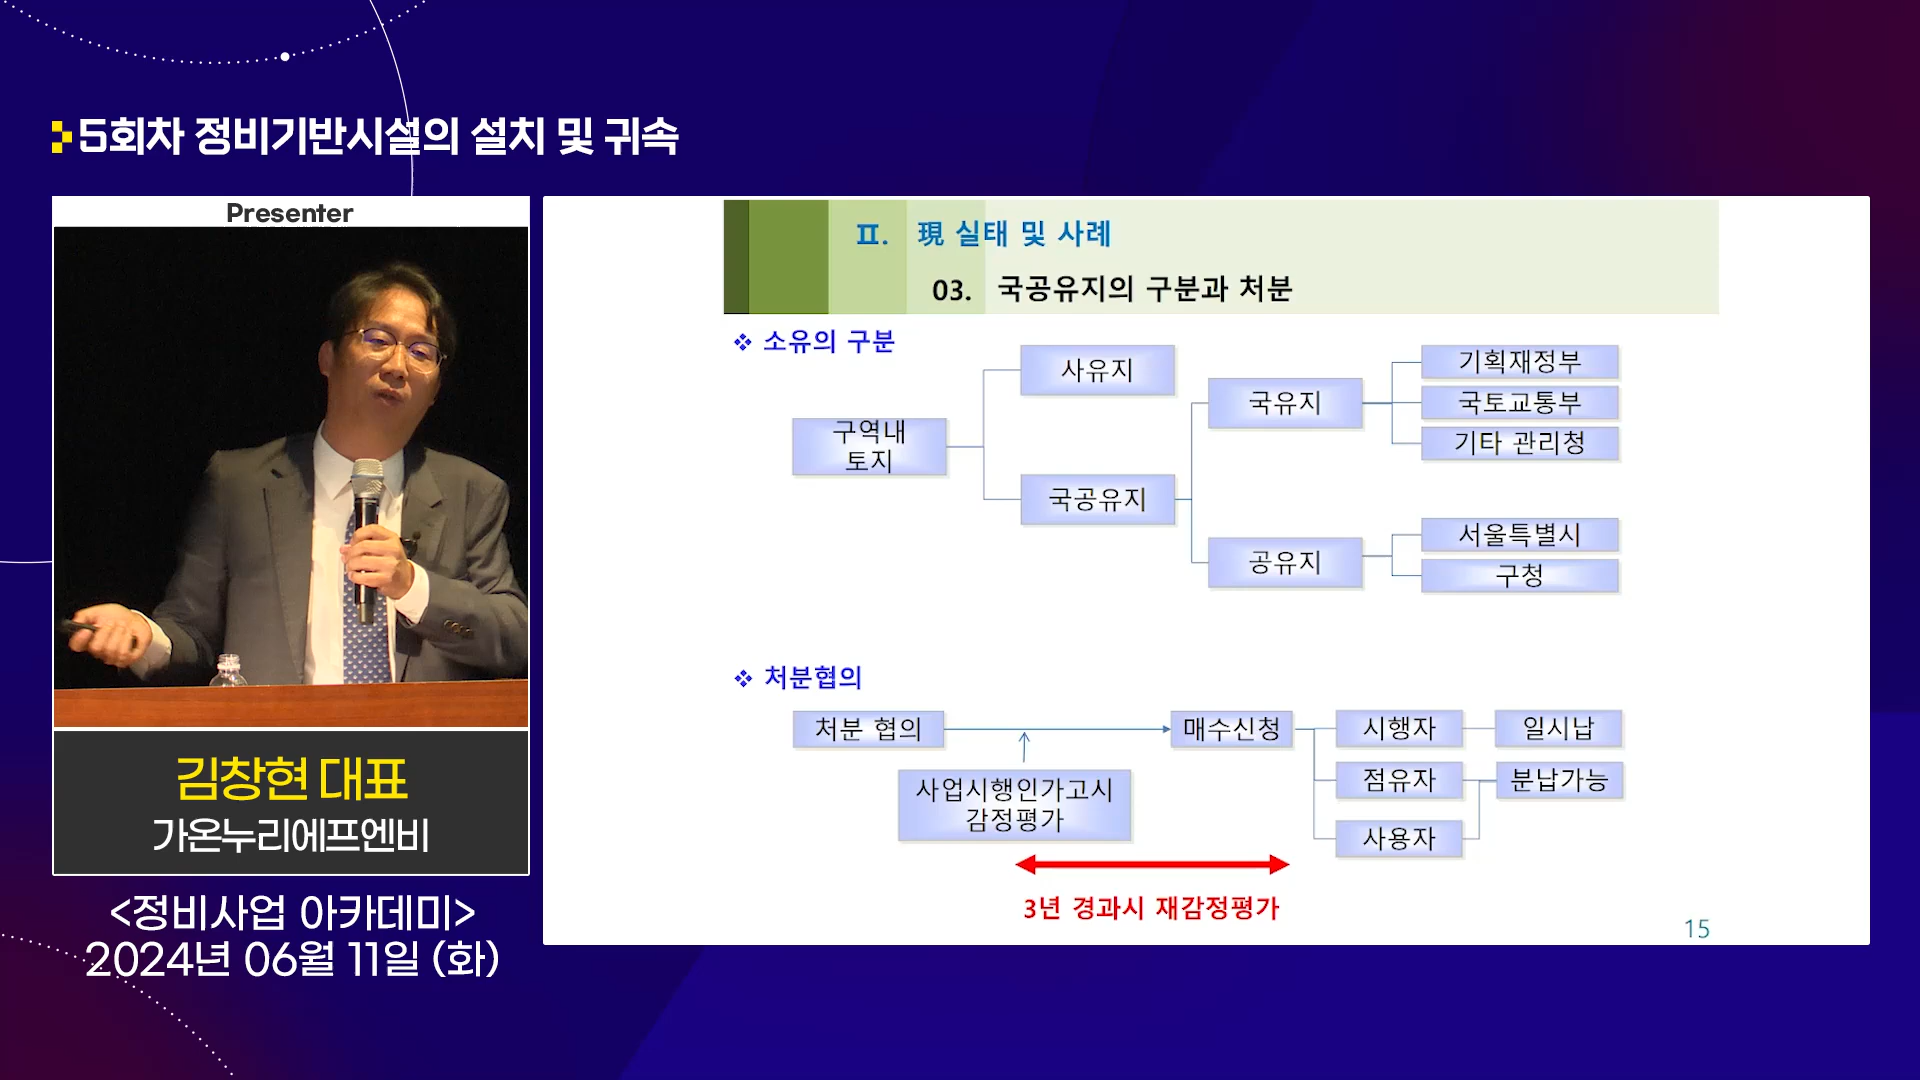 5회차 정비기반시설의 설치 및 귀속
Presenter
김창현 대표
가온누리에프엔비
<정비사업 아카데미>
2024년 06월 11일 (화)
Ⅱ. 現 실태 및 사례
03. 국공유지의 구분과 처분
❖ 소유의 구분
구역내
토지
사유지
국공유지
국유지
공유지
기획재정부
국토교통부
기타 관리청
서울특별시
구청
❖ 처분협의
처분 협의
사업시행인가고시
감정평가
매수신청
시행자
일시납
점유자
분납가능
사용자
3년 경과시 재감정평가
15